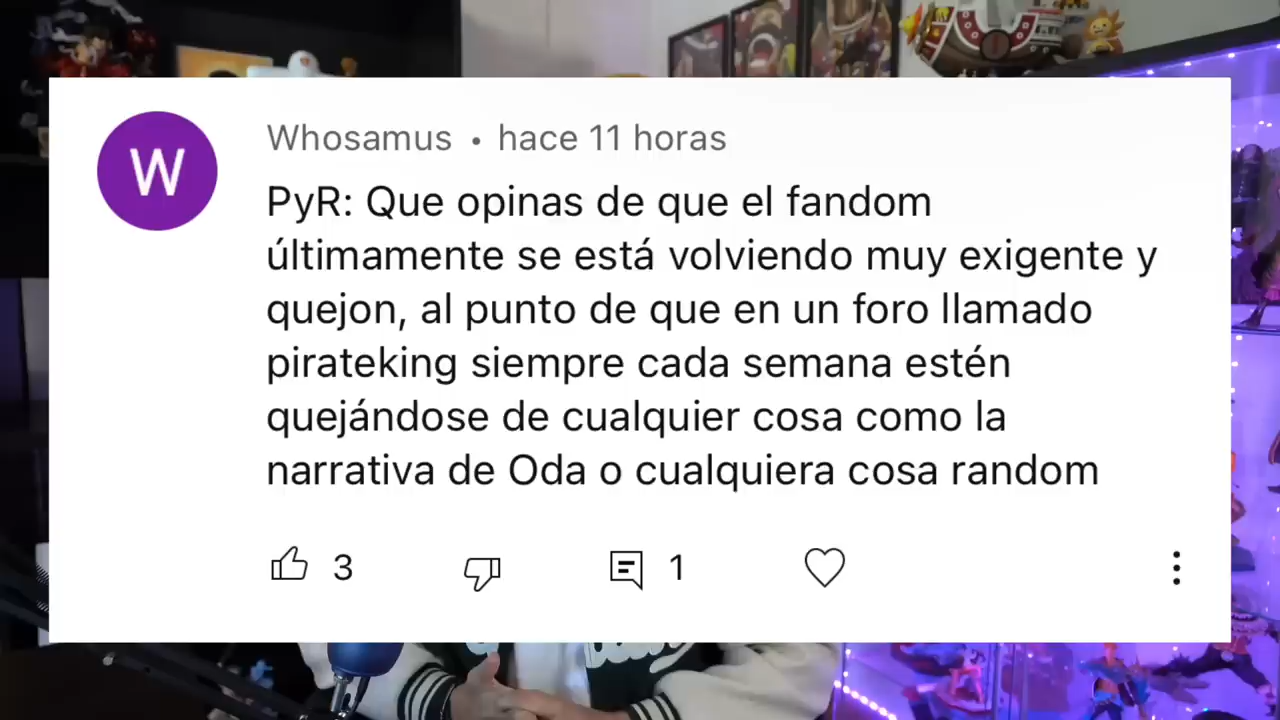 W
Whosamus • hace 11 horas
PyR: Que opinas de que el fandom
últimamente se está volviendo muy exigente y
quejon, al punto de que en un foro llamado
pirateking siempre cada semana estén
quejándose de cualquier cosa como la
narrativa de Oda o cualquiera cosa random
3
1